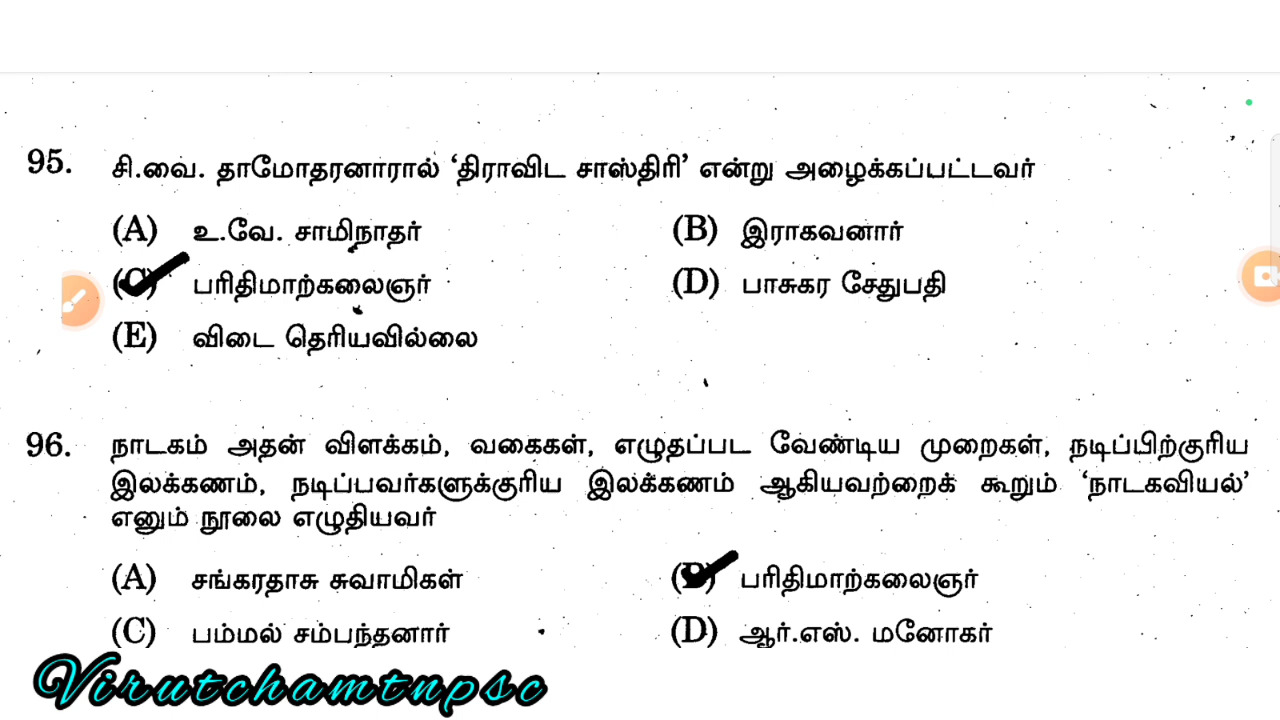 95. சி.வை. தாமோதரனாரால் ‘திராவிட சாஸ்திரி’ என்று அழைக்கப்பட்டவர்
(A) உ.வே. சாமிநாதர் (B) இராகவனார்
(C) பரிதிமாற்கலைஞர் (D) பாசுகர சேதுபதி
(E) விடை தெரியவில்லை
96. நாடகம் அதன் விளக்கம், வகைகள், எழுதப்பட வேண்டிய முறைகள், நடிப்பிற்குரிய
இலக்கணம், நடிப்பவர்களுக்குரிய இலக்கணம் ஆகியவற்றைக் கூறும் ‘நாடகவியல்’
எனும் நூலை எழுதியவர்
(A) சங்கரதாசு சுவாமிகள் (B) பரிதிமாற்கலைஞர்
(C) பம்மல் சம்பந்தனார் (D) ஆர்.எஸ். மனோகர்
Virutchamtnpsc